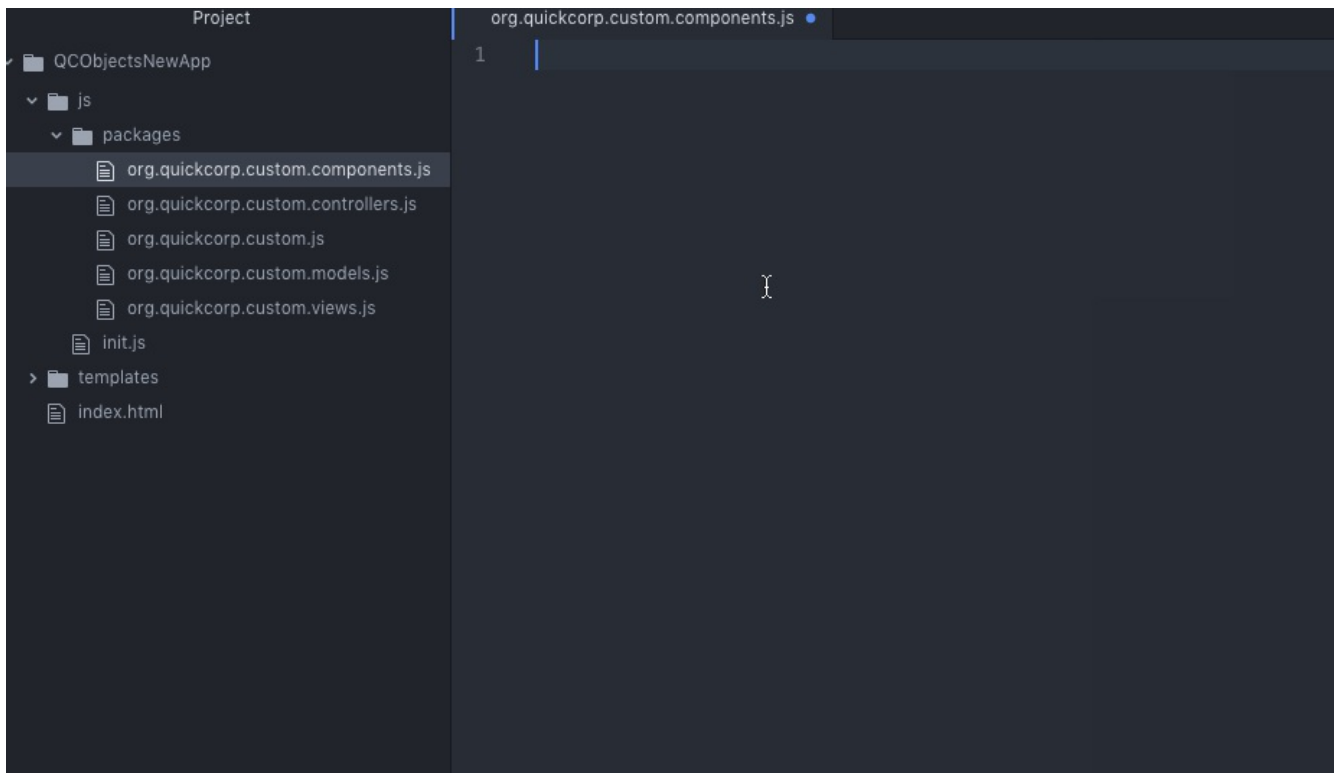 Project
QCObjectsNewApp
js
packages
org.quickcorp.custom.components.js
org.quickcorp.custom.controllers.js
org.quickcorp.custom.js
org.quickcorp.custom.models.js
org.quickcorp.custom.views.js
init.js
templates
index.html
org.quickcorp.custom.components.js
1